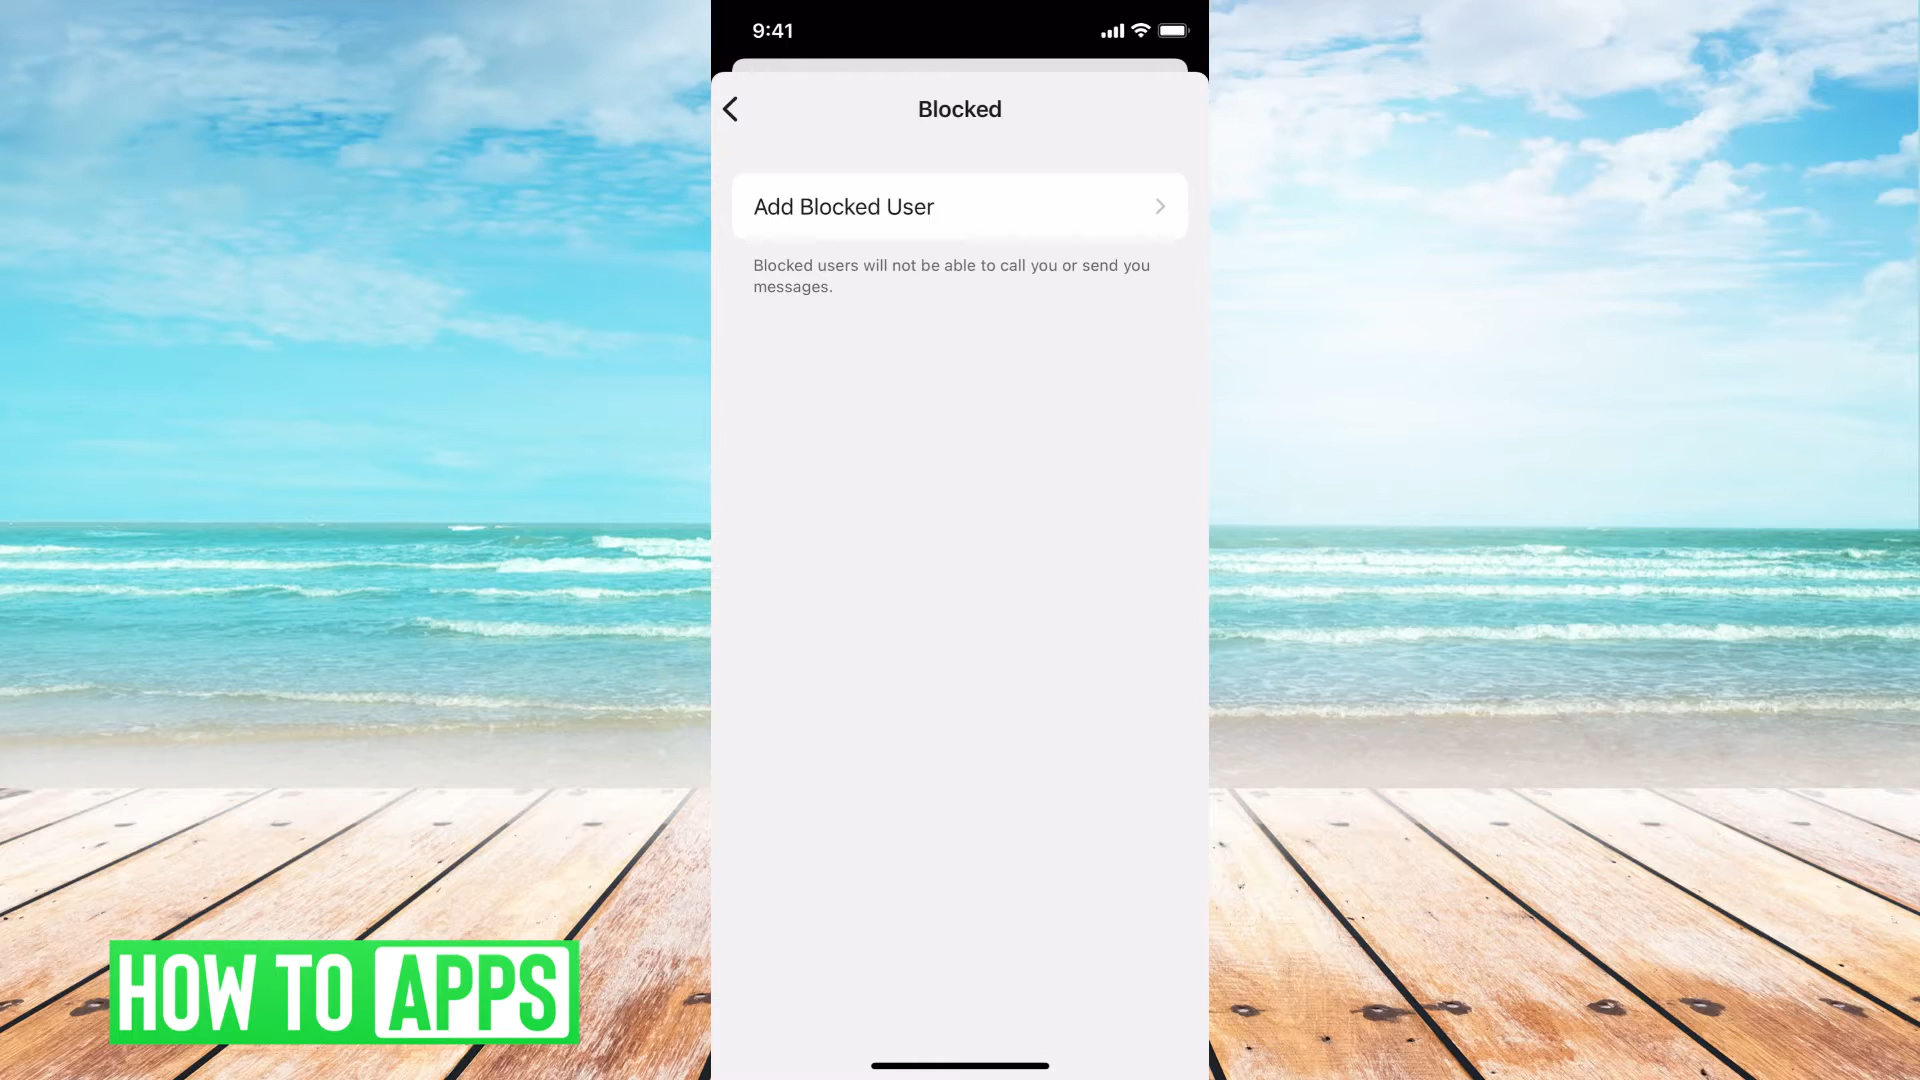 9:41
Blocked
Add Blocked User
Blocked users will not be able to call you or send you
messages.
HOW TO APPS